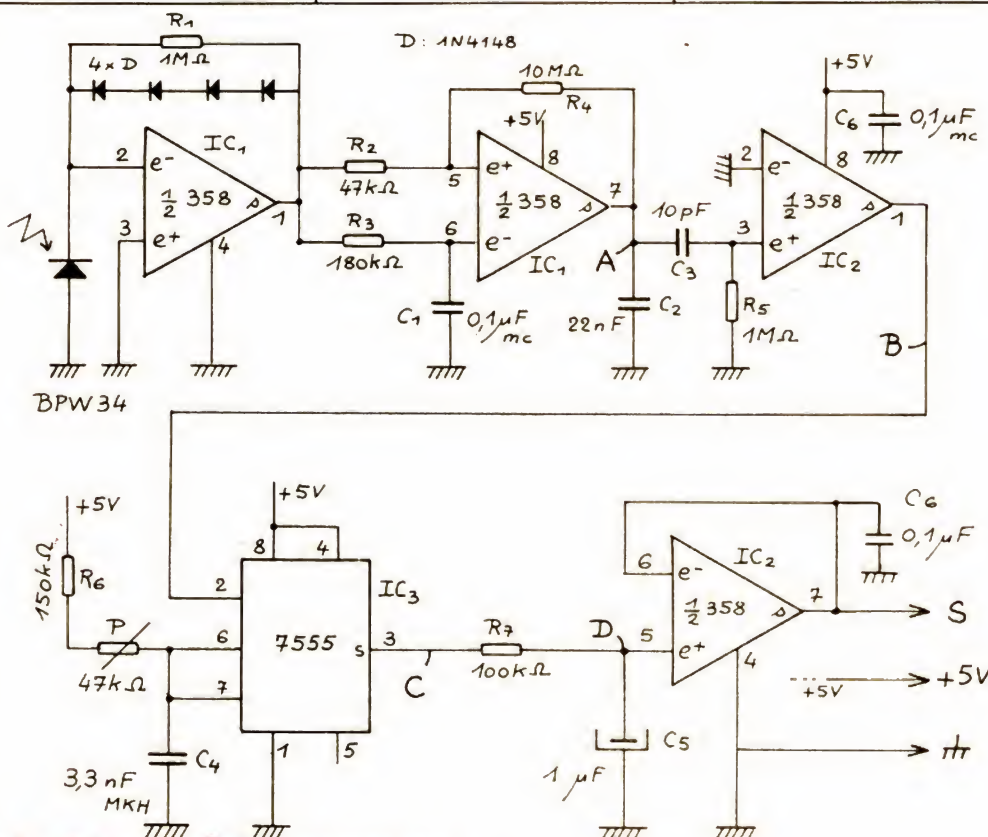 R1
1MΩ
4xD
D: 1N4148
2
e-
IC1
1/2 358
s
1
3
e+
4
BPW34
R2
47kΩ
R3
180kΩ
C1
0,1µF
mc
10MΩ
R4
+5V
8
5
e+
1/2 358
s
7
6
e-
IC1
A
10pF
C3
22nF
C2
+5V
C6
0,1µF
mc
2
e-
8
1/2 358
s
1
3
e+
IC2
R5
1MΩ
B
+5V
150kΩ
R6
P
47kΩ
3,3nF
MKH
C4
+5V
8
4
IC3
2
6
7555
s
3
7
1
5
C
R7
100kΩ
D
C5
1 µF
6
e-
IC2
1/2 358
s
7
5
e+
4
C6
0,1µF
S
+5V
+5V